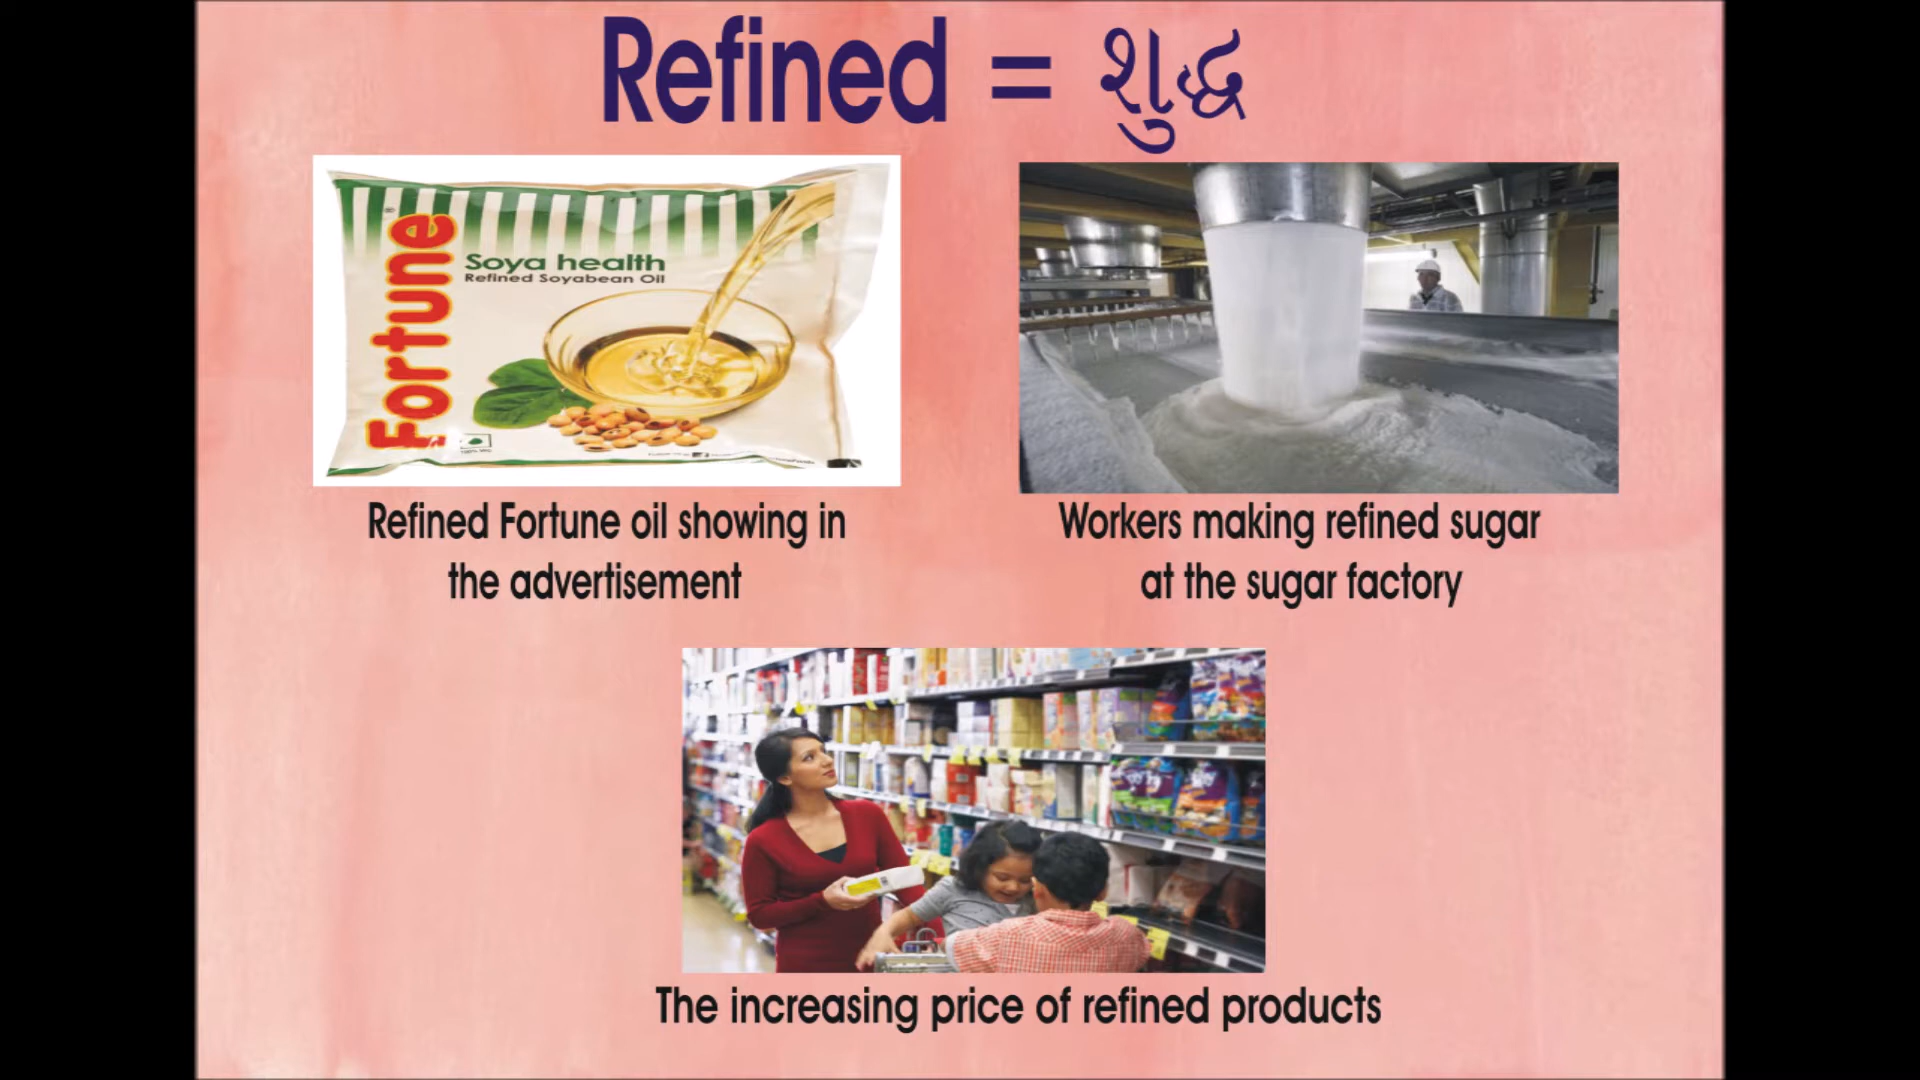 Refined = શુદ્ધ
Fortune
Soya health
Refined Soyabean Oil
Refined Fortune oil showing in
the advertisement
Workers making refined sugar
at the sugar factory
The increasing price of refined products